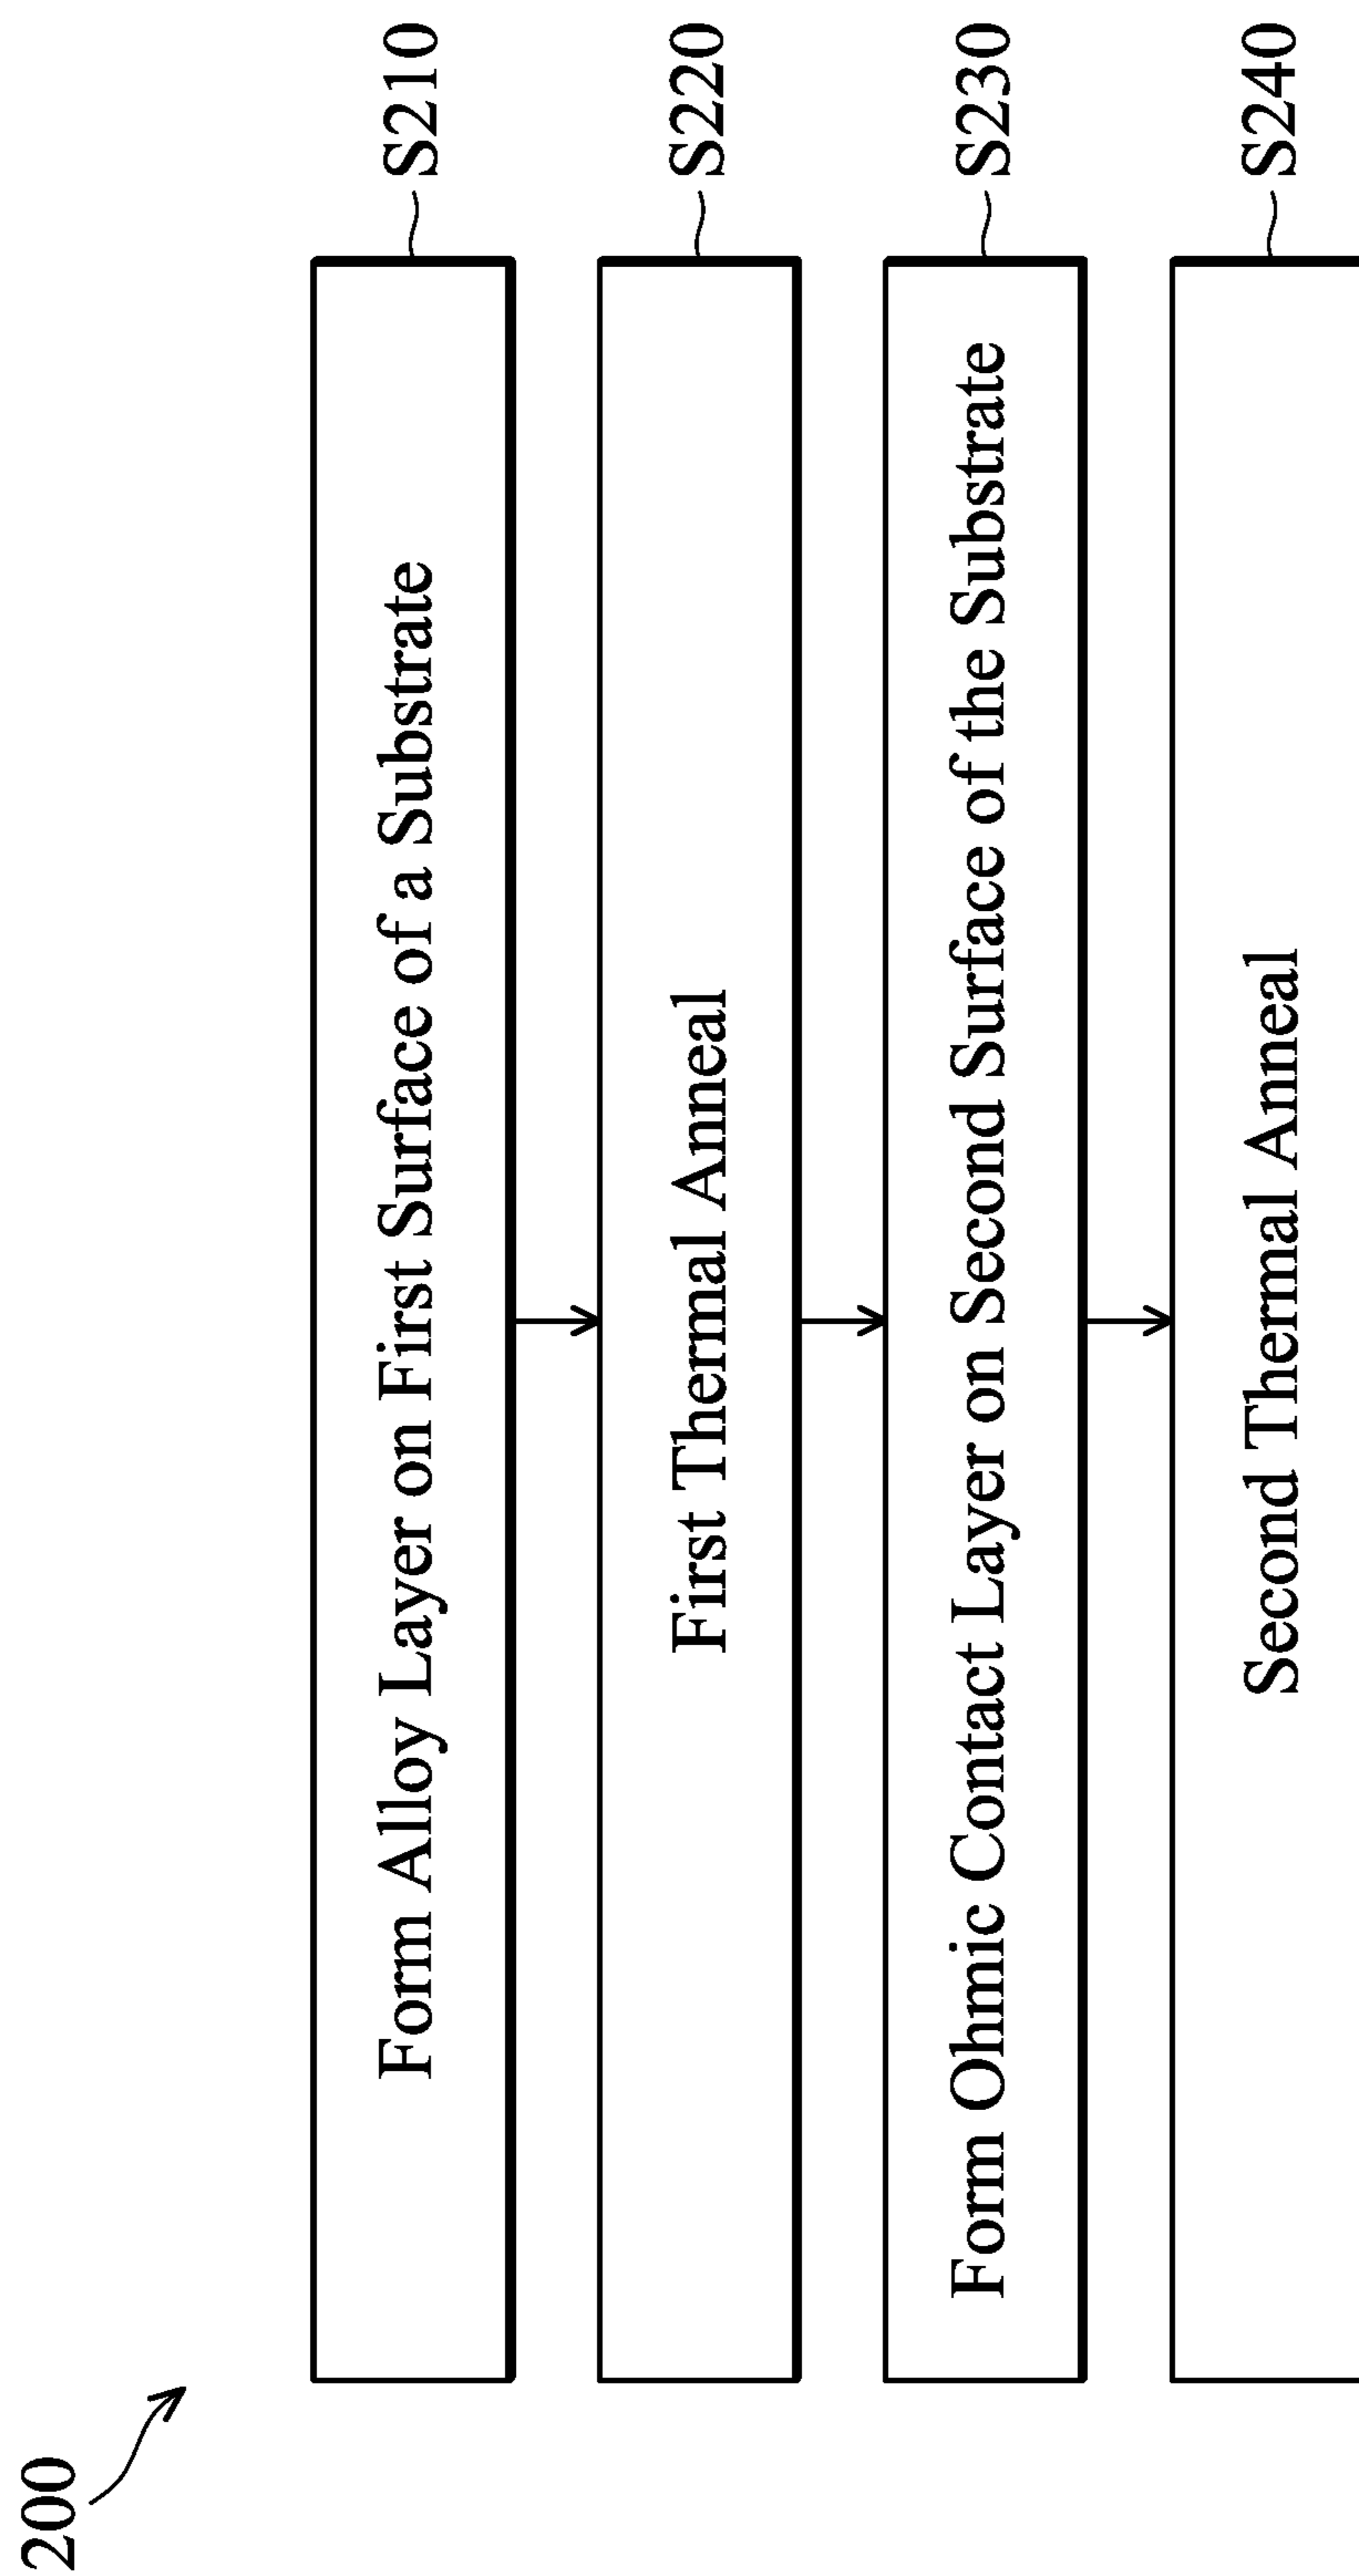 200
Form Alloy Layer on First Surface of a Substrate
S210
First Thermal Anneal
S220
Form Ohmic Contact Layer on Second Surface of the Substrate
S230
Second Thermal Anneal
S240